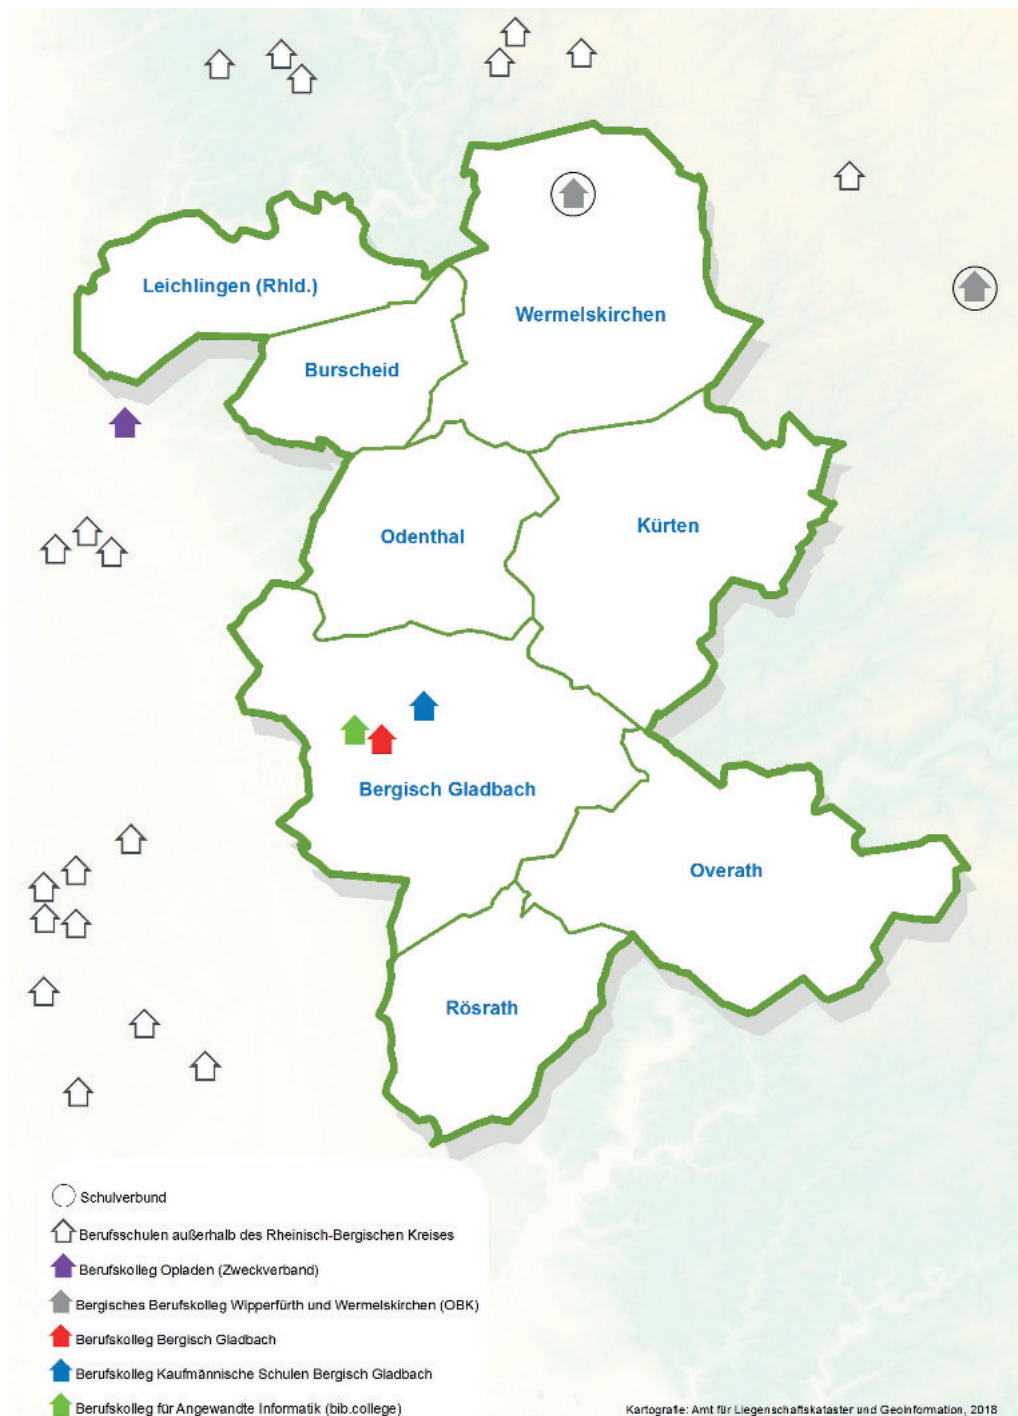 Leichlingen (Rhld.)
Wermelskirchen
Burscheid
Kürten
Odenthal
Bergisch Gladbach
Overath
Rösrath
Schulverbund
Berufsschulen außerhalb des Rheinisch-Bergischen Kreises
Berufskolleg Opladen (Zweckverband)
Bergisches Berufskolleg Wipperfürth und Wermelskirchen (OBK)
Berufskolleg Bergisch Gladbach
Berufskolleg Kaufmännische Schulen Bergisch Gladbach
Berufskolleg für Angewandte Informatik (bib.college)
Kartografie: Amt für Liegenschaftskataster und Geoinformation, 2018